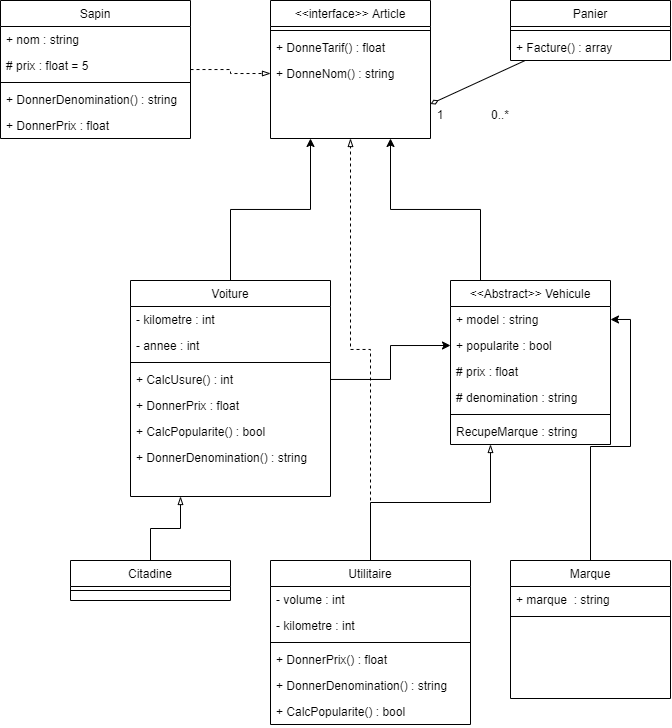 Sapin
+ nom : string
# prix : float = 5
+ DonnerDenomination() : string
+ DonnerPrix : float
<<interface>> Article
+ DonneTarif() : float
+ DonneNom() : string
Panier
+ Facture() : array
1
0..*
Voiture
- kilometre : int
- annee : int
+ CalcUsure() : int
+ DonnerPrix : float
+ CalcPopularite() : bool
+ DonnerDenomination() : string
<<Abstract>> Vehicule
+ model : string
+ popularite : bool
# prix : float
# denomination : string
RecupeMarque : string
Citadine
Utilitaire
- volume : int
- kilometre : int
+ DonnerPrix() : float
+ DonnerDenomination() : string
+ CalcPopularite() : bool
Marque
+ marque : string